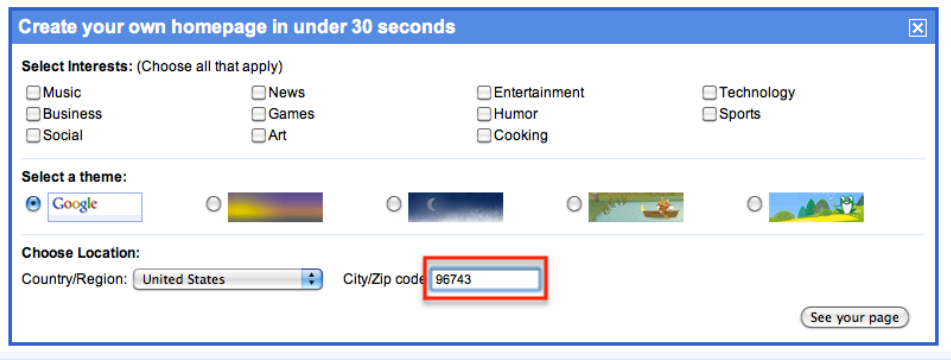 Create your own homepage in under 30 seconds
Select Interests: (Choose all that apply)
Music News Entertainment Technology
Business Games Humor Sports
Social Art Cooking
Select a theme:
Google
Choose Location:
Country/Region: United States City/Zip code 96743
See your page